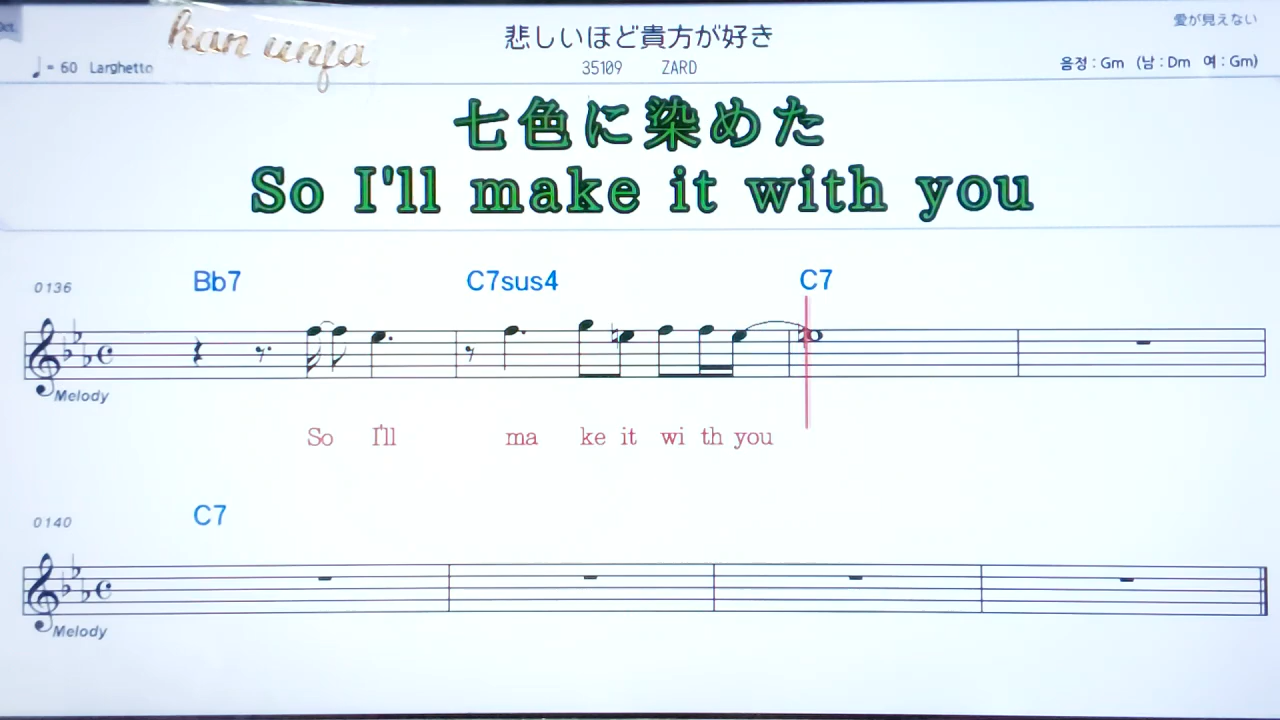 Oct.
han unfa
悲しいほど貴方が好き
愛が見えない
♩= 60 Larghetto
35109 ZARD
음정 : Gm (남 : Dm 여 : Gm)
七色に染めた
So I'll make it with you
0136 Bb7 C7sus4 C7
Melody
So I'll ma ke it wi th you
0140 C7
Melody